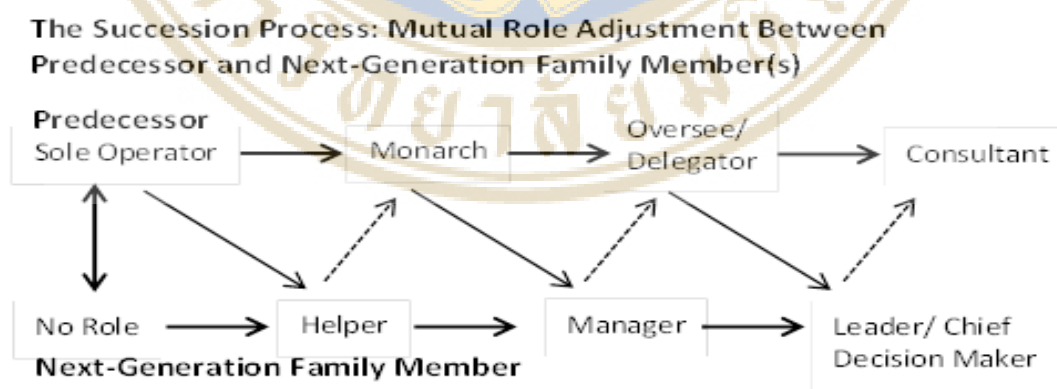 The Succession Process: Mutual Role Adjustment Between
Predecessor and Next-Generation Family Member(s)
Predecessor
Sole Operator
Monarch
Oversee/
Delegator
Consultant
No Role
Helper
Manager
Leader/ Chief
Decision Maker
Next-Generation Family Member